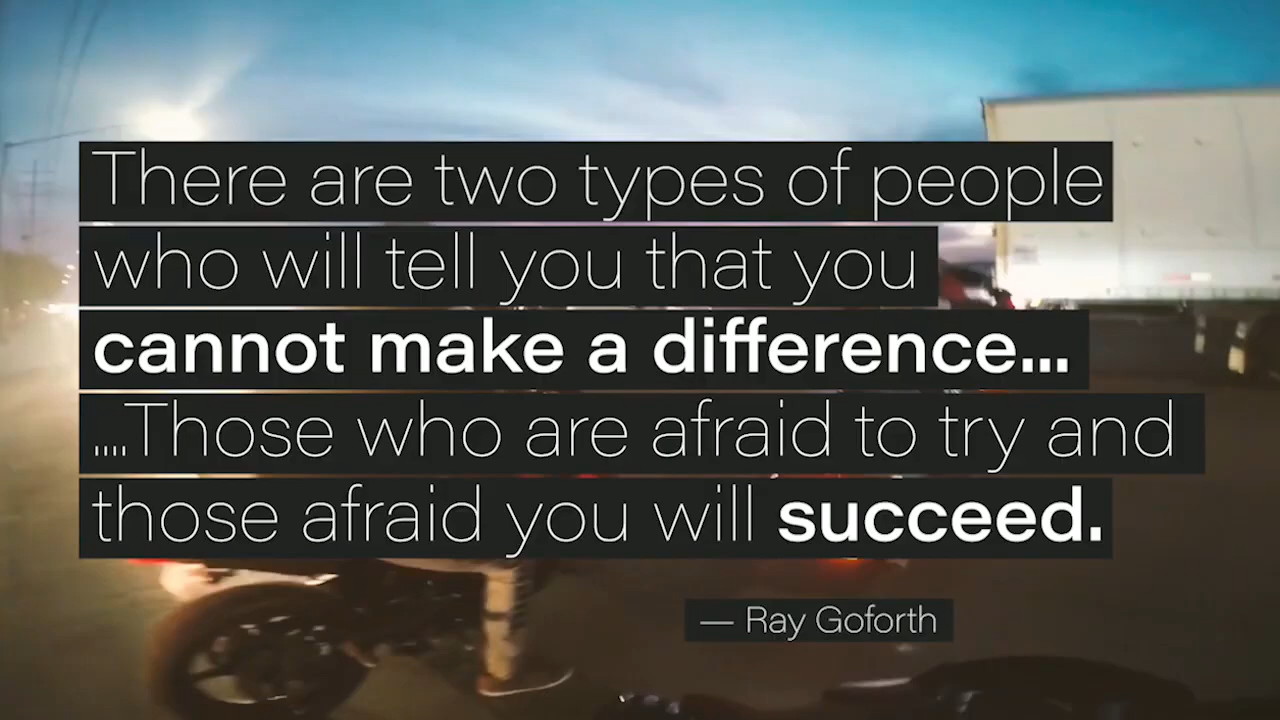 There are two types of people
who will tell you that you
cannot make a difference...
....Those who are afraid to try and
those afraid you will succeed.
— Ray Goforth